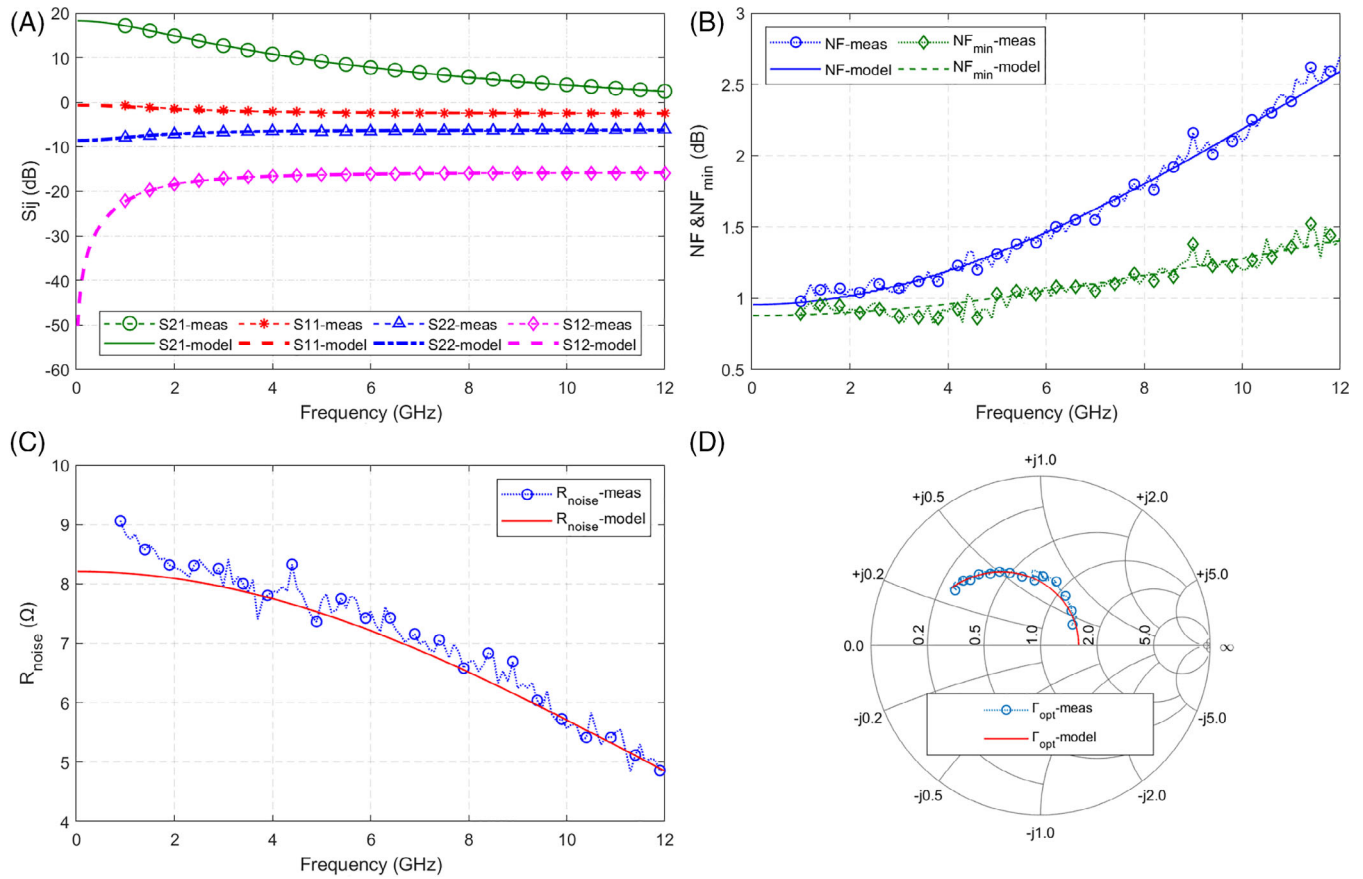 (A)
20
10
0
-10
-20
-30
-40
-50
-60
Sij (dB)
S21-meas S11-meas S22-meas S12-meas
S21-model S11-model S22-model S12-model
0 2 4 6 8 10 12
Frequency (GHz)
(B)
3
2.5
2
1.5
1
0.5
NF &NFmin (dB)
NF-meas NFmin-meas
NF-model NFmin-model
0 2 4 6 8 10 12
Frequency (GHz)
(C)
10
9
8
7
6
5
4
Rnoise (Ω)
Rnoise-meas
Rnoise-model
0 2 4 6 8 10 12
Frequency (GHz)
(D)
+j1.0
+j0.5 +j2.0
+j0.2 +j5.0
0.0 0.2 0.5 1.0 2.0 5.0 ∞
Γopt-meas
Γopt-model
-j0.2 -j5.0
-j0.5 -j2.0
-j1.0